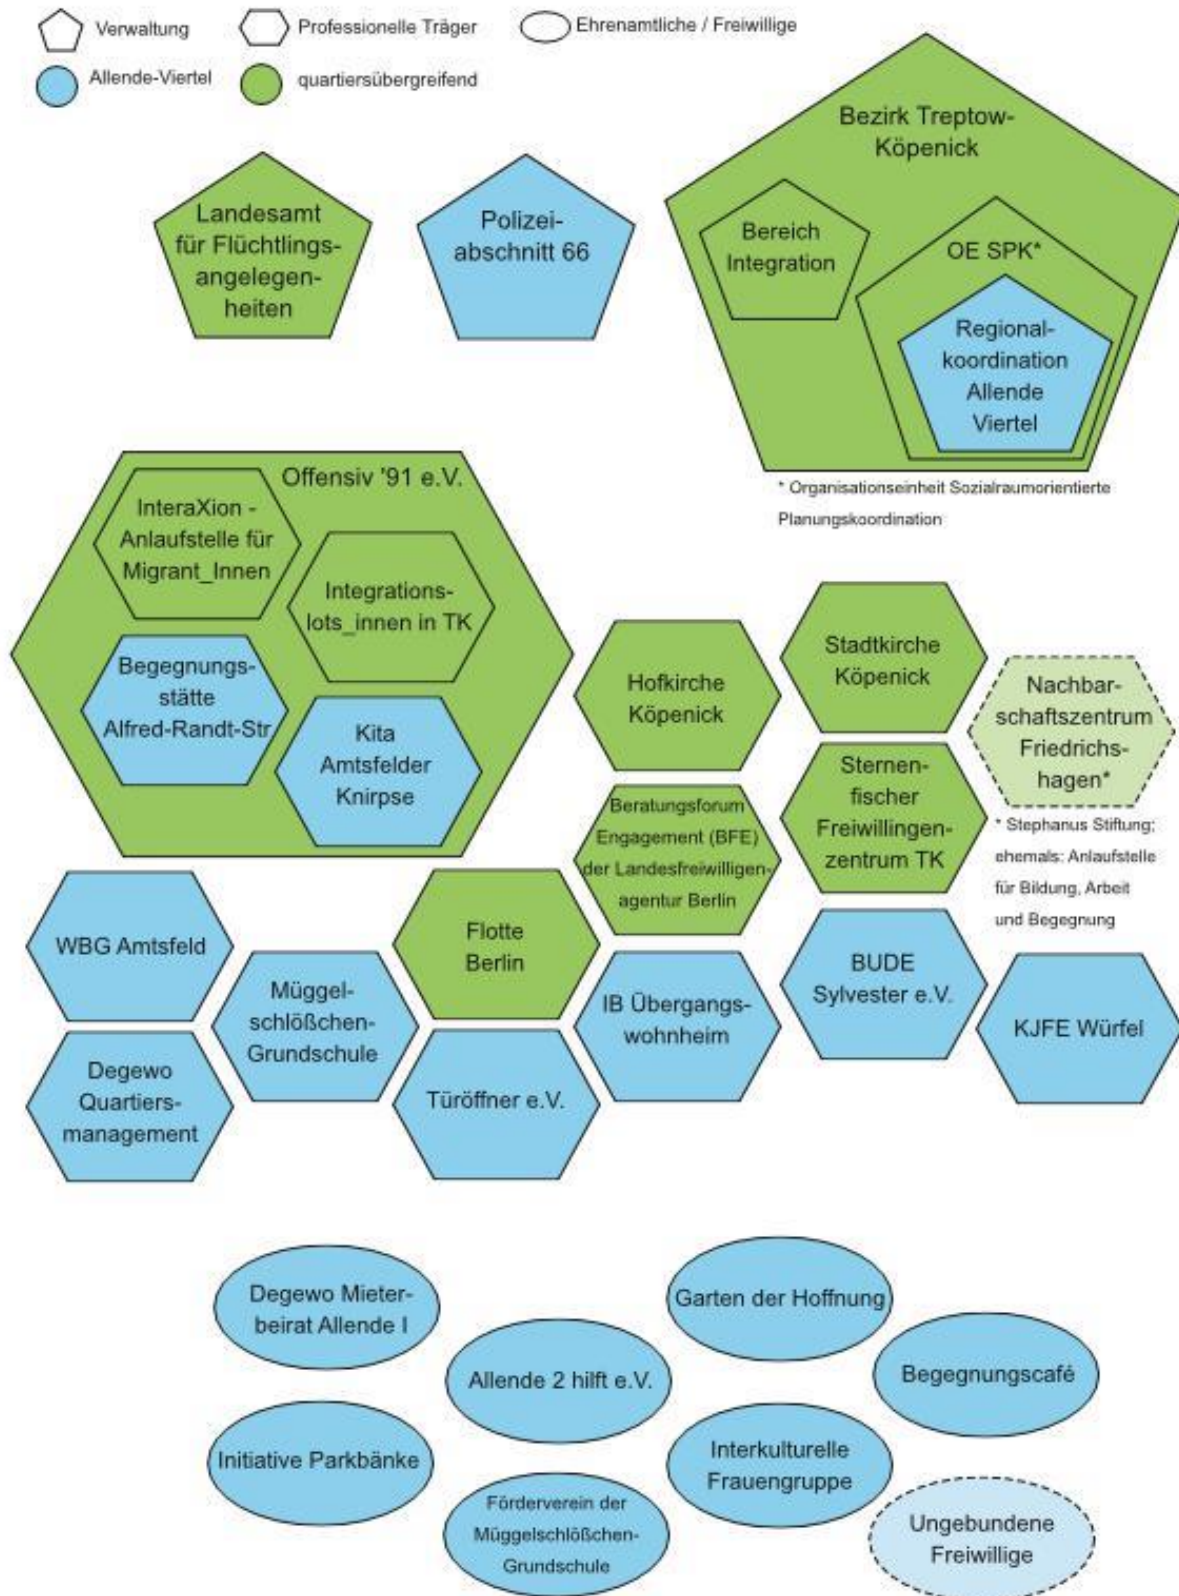 Verwaltung
Professionelle Träger
Ehrenamtliche / Freiwillige
Allende-Viertel
quartiersübergreifend
Landesamt
für Flüchtlings-
angelegen-
heiten
Polizei-
abschnitt 66
Bezirk Treptow-
Köpenick
Bereich
Integration
OE SPK*
Regional-
koordination
Allende
Viertel
* Organisationseinheit Sozialraumorientierte
Planungskoordination
Offensiv '91 e.V.
InteraXion -
Anlaufstelle für
Migrant_Innen
Integrations-
lots_innen in TK
Begegnungs-
stätte
Alfred-Randt-Str.
Kita
Amtsfelder
Knirpse
Hofkirche
Köpenick
Stadtkirche
Köpenick
Nachbar-
schaftszentrum
Friedrichs-
hagen*
* Stephanus Stiftung;
ehemals: Anlaufstelle
für Bildung, Arbeit
und Begegnung
Beratungsforum
Engagement (BFE)
der Landesfreiwilligen-
agentur Berlin
Sternen-
fischer
Freiwillingen-
zentrum TK
WBG Amtsfeld
Müggel-
schlößchen-
Grundschule
Flotte
Berlin
IB Übergangs-
wohnheim
BUDE
Sylvester e.V.
KJFE Würfel
Degewo
Quartiers-
management
Türöffner e.V.
Degewo Mieter-
beirat Allende I
Allende 2 hilft e.V.
Garten der Hoffnung
Begegnungscafé
Initiative Parkbänke
Förderverein der
Müggelschlößchen-
Grundschule
Interkulturelle
Frauengruppe
Ungebundene
Freiwillige